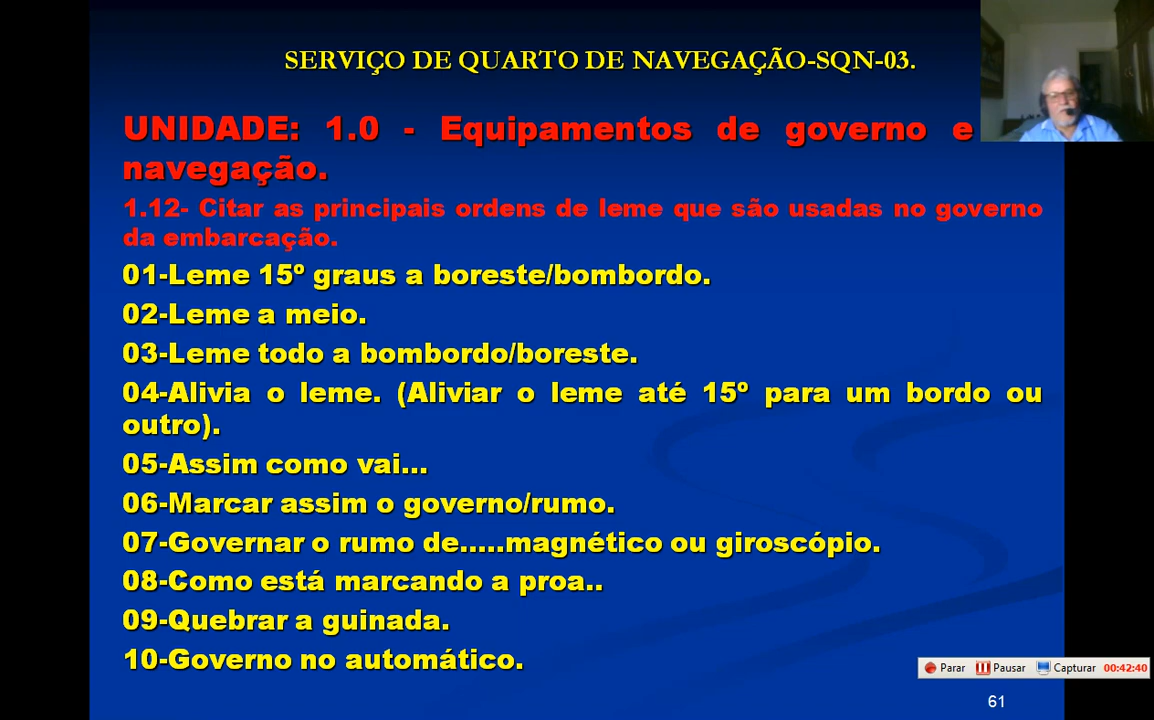 SERVIÇO DE QUARTO DE NAVEGAÇÃO-SQN-03.
UNIDADE: 1.0 - Equipamentos de governo e
navegação.
1.12- Citar as principais ordens de leme que são usadas no governo
da embarcação.
01-Leme 15º graus a boreste/bombordo.
02-Leme a meio.
03-Leme todo a bombordo/boreste.
04-Alivia o leme. (Aliviar o leme até 15º para um bordo ou
outro).
05-Assim como vai...
06-Marcar assim o governo/rumo.
07-Governar o rumo de.....magnético ou giroscópio.
08-Como está marcando a proa..
09-Quebrar a guinada.
10-Governo no automático.
Parar Pausar Capturar 00:42:40
61